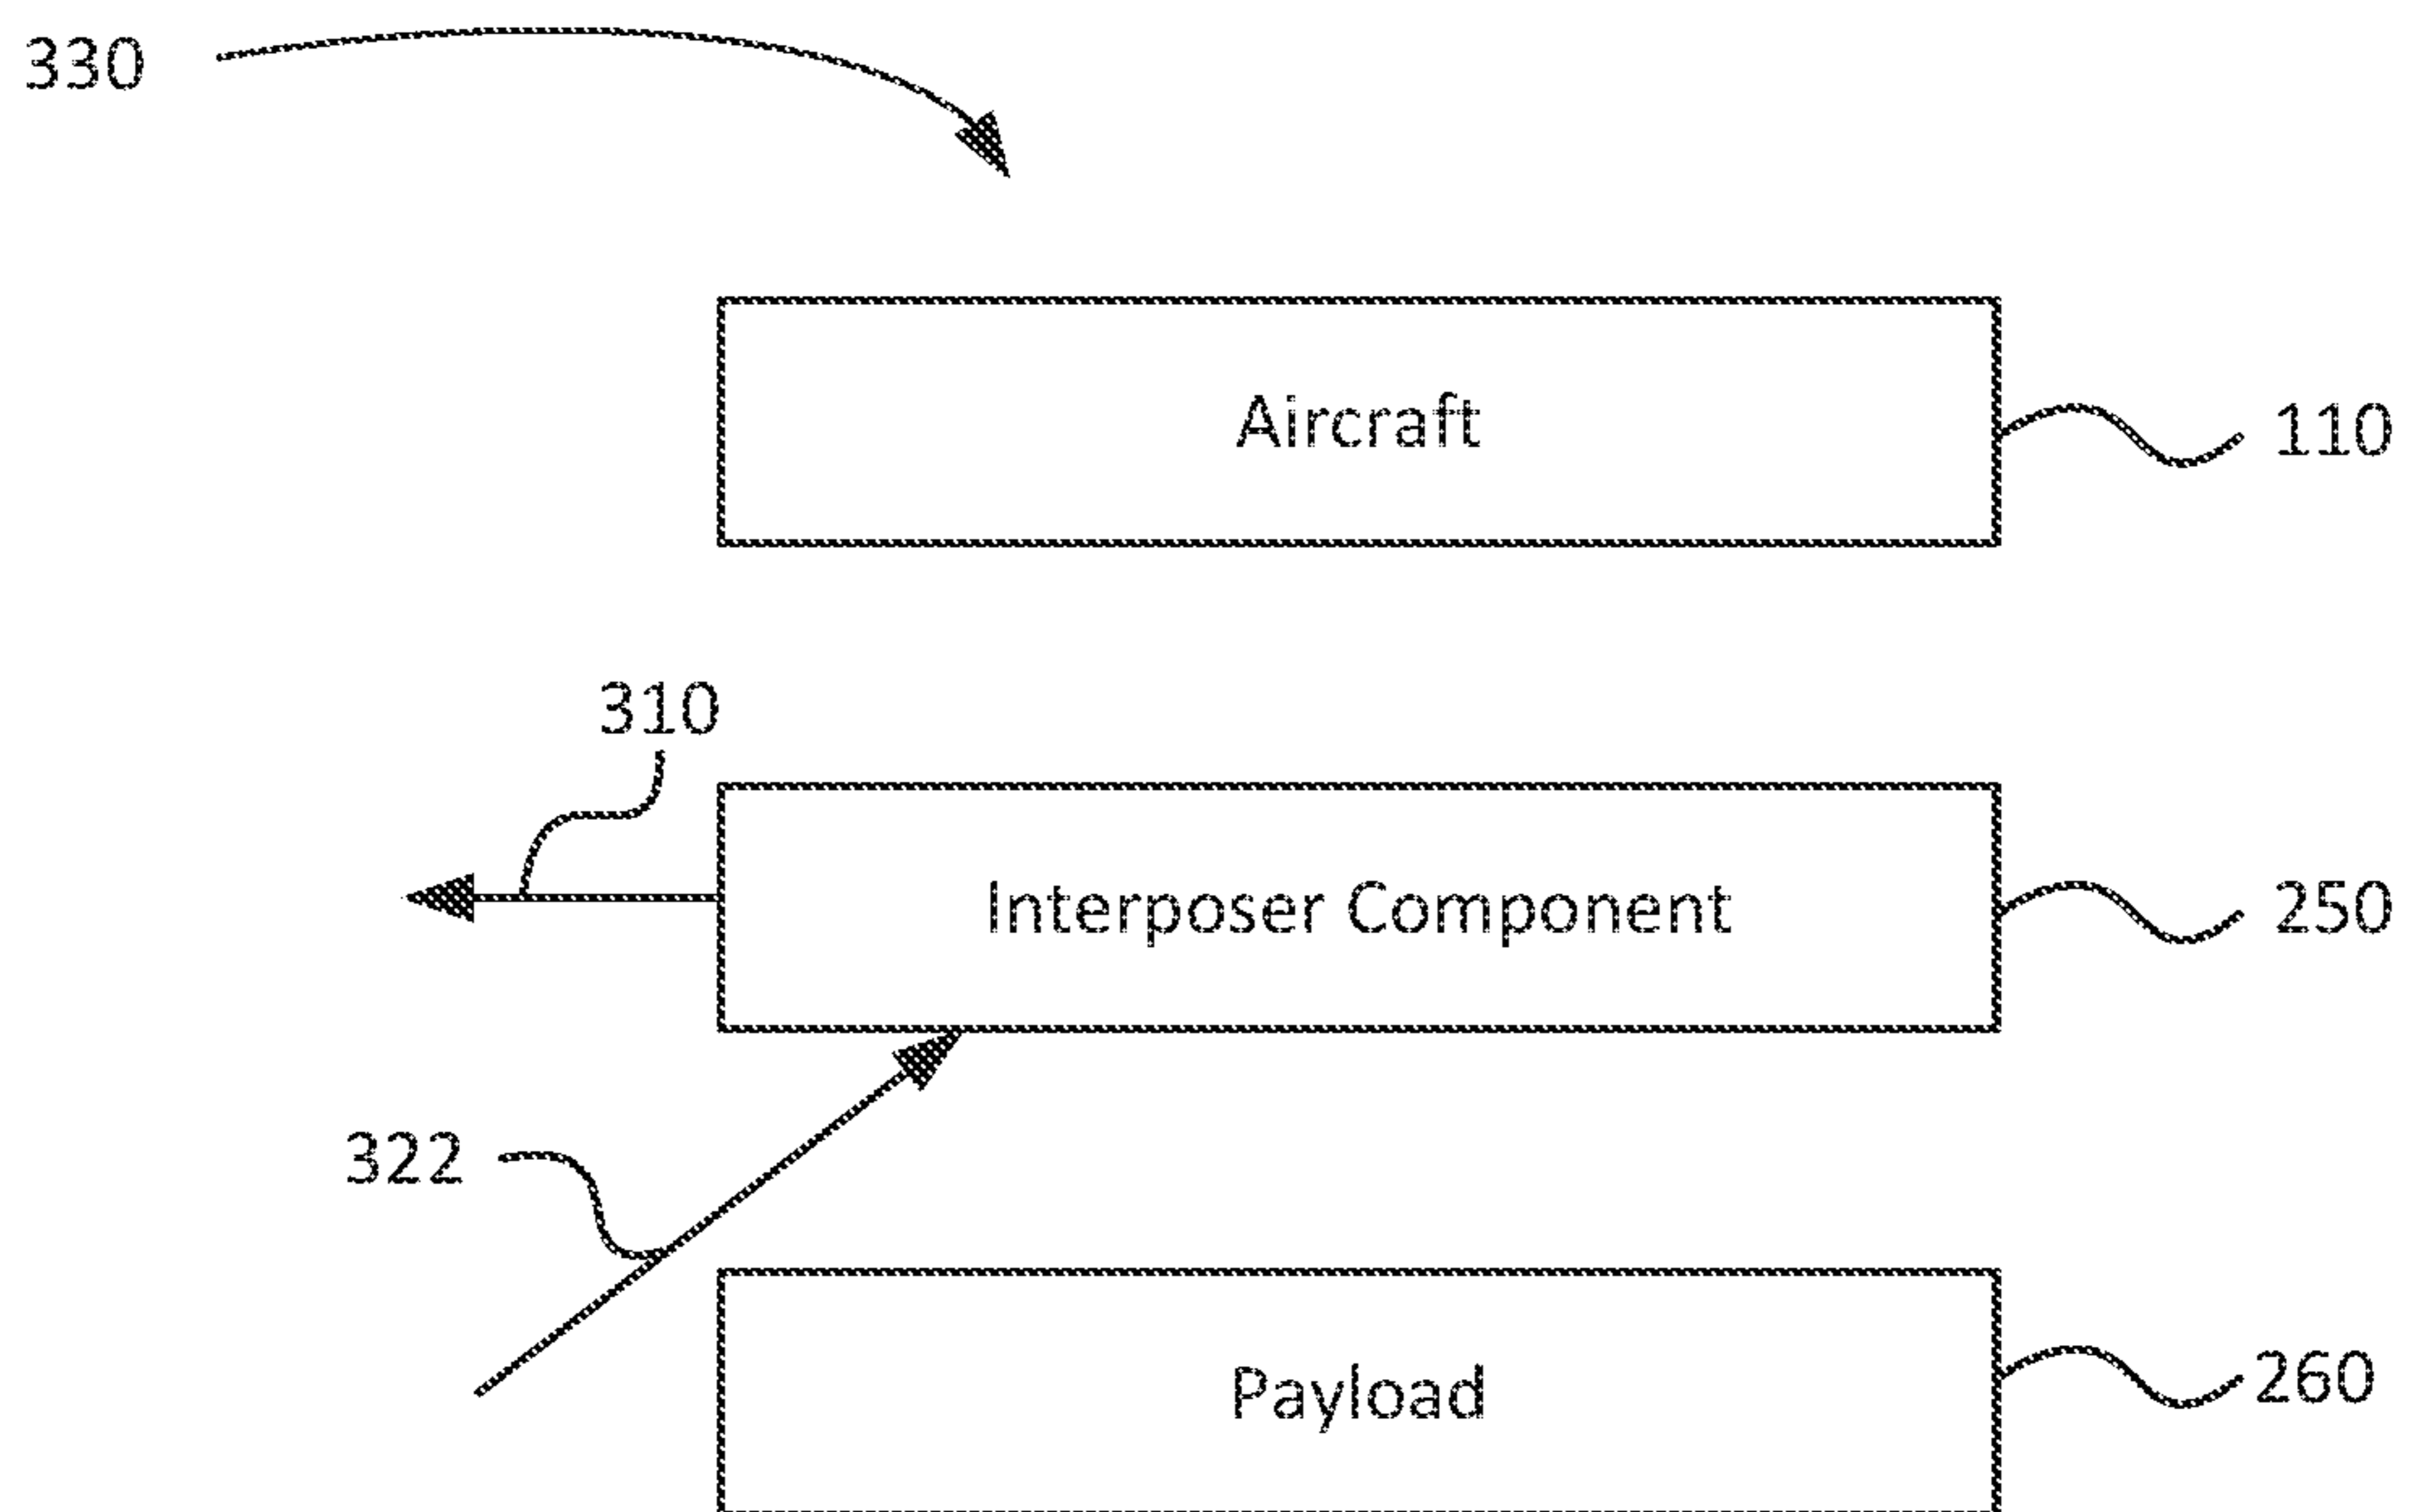 330
Aircraft
110
310
Interposer Component
250
322
Payload
260